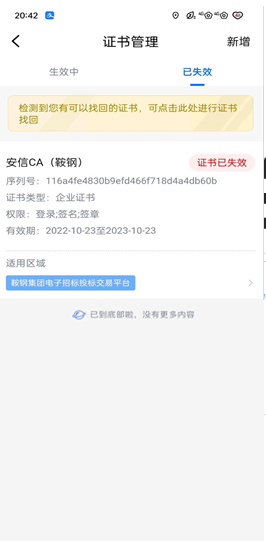 20:42
证书管理
新增
生效中
已失效
检测到您有可以找回的证书，可点击此处进行证书
找回
安信CA（鞍钢）
证书已失效
序列号：116a4fe4830b9efd466f718d4a4db60b
证书类型：企业证书
权限：登录;签名;签章
有效期：2022-10-23至2023-10-23
适用区域
鞍钢集团电子招标投标交易平台
已到底部啦，没有更多内容